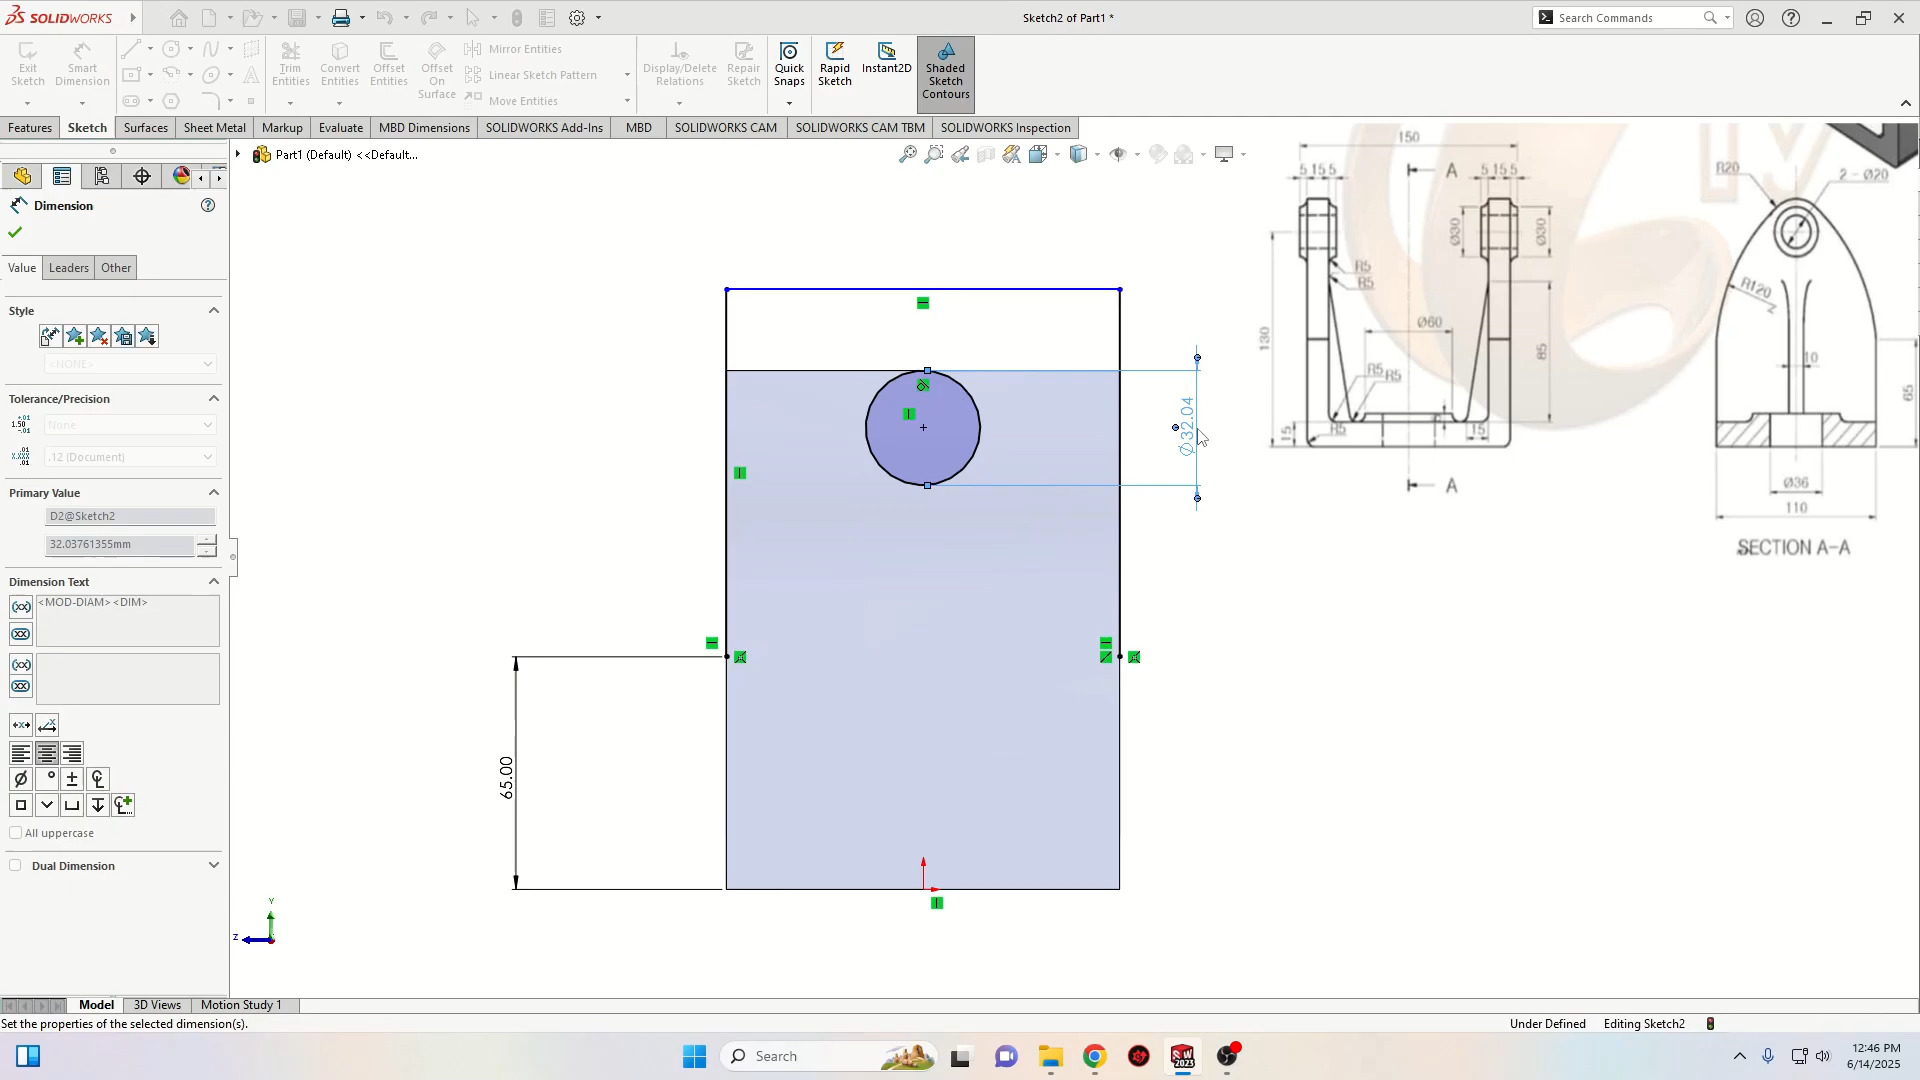 SOLIDWORKS
Sketch2 of Part1 *
Search Commands
Exit Sketch
Smart Dimension
Trim Entities
Convert Entities
Offset Entities
Offset On Surface
Mirror Entities
Linear Sketch Pattern
Move Entities
Display/Delete Relations
Repair Sketch
Quick Snaps
Rapid Sketch
Instant2D
Shaded Sketch Contours
Features
Sketch
Surfaces
Sheet Metal
Markup
Evaluate
MBD Dimensions
SOLIDWORKS Add-Ins
MBD
SOLIDWORKS CAM
SOLIDWORKS CAM TBM
SOLIDWORKS Inspection
Part1 (Default) <<Default...
Dimension
Value
Leaders
Other
Style
<NONE>
Tolerance/Precision
None
.12 (Document)
Primary Value
D2@Sketch2
32.03761355mm
Dimension Text
<MOD-DIAM><DIM>
All uppercase
Dual Dimension
65.00
Ø32.04
Y
Z
150
5 15 5
A
5 15 5
Ø30
Ø30
R5
R5
130
Ø60
85
R5
R5
15
R5
15
A
R20
2-Ø20
R120
10
65
Ø36
110
SECTION A-A
Model
3D Views
Motion Study 1
Set the properties of the selected dimension(s).
Under Defined
Editing Sketch2
Search
12:46 PM
6/14/2025